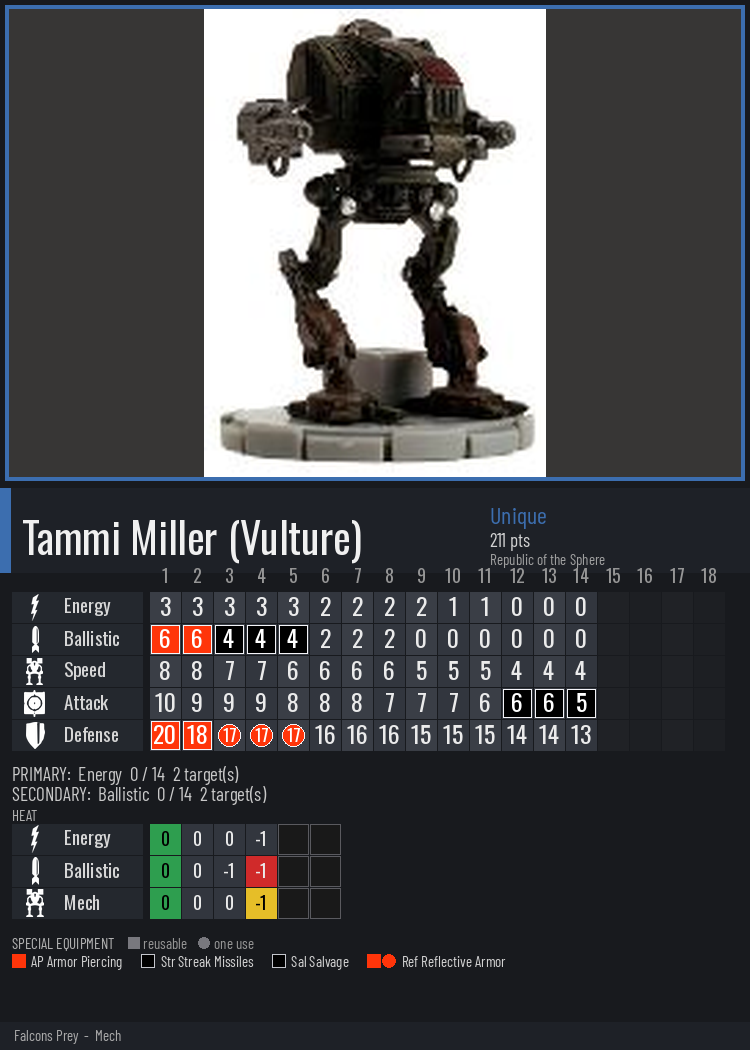 Tammi Miller (Vulture)
Unique
211 pts
Republic of the Sphere
1 2 3 4 5 6 7 8 9 10 11 12 13 14 15 16 17 18
Energy 3 3 3 3 3 2 2 2 2 1 1 0 0 0
Ballistic 6 6 4 4 4 2 2 2 0 0 0 0 0 0
Speed 8 8 7 7 6 6 6 6 5 5 5 4 4 4
Attack 10 9 9 9 8 8 8 7 7 7 6 6 6 5
Defense 20 18 17 17 17 16 16 16 15 15 15 14 14 13
PRIMARY: Energy 0 / 14 2 target(s)
SECONDARY: Ballistic 0 / 14 2 target(s)
HEAT
Energy 0 0 0 -1
Ballistic 0 0 -1 -1
Mech 0 0 0 -1
SPECIAL EQUIPMENT reusable one use
AP Armor Piercing Str Streak Missiles Sal Salvage Ref Reflective Armor
Falcons Prey - Mech